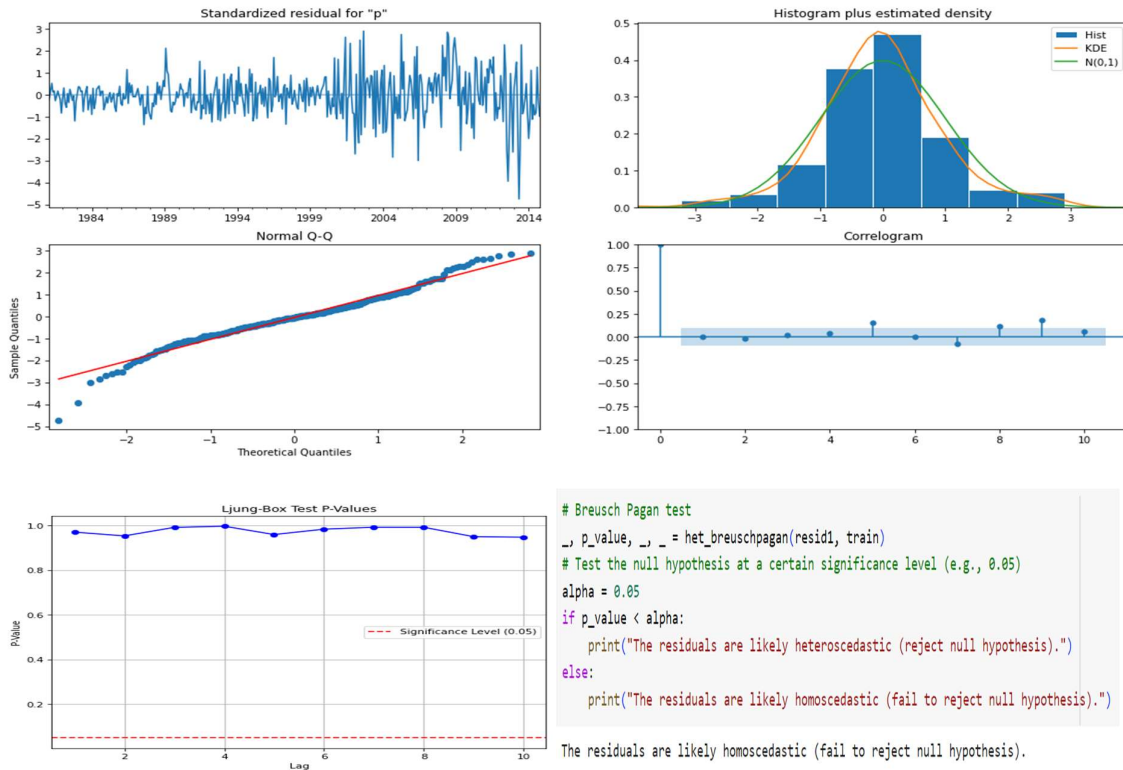 Standardized residual for "p"
3
2
1
0
−1
−2
−3
−4
−5
1984 1989 1994 1999 2004 2009 2014
Histogram plus estimated density
0.5
0.4
0.3
0.2
0.1
0.0
Hist
KDE
N(0,1)
−3 −2 −1 0 1 2 3
Normal Q-Q
Sample Quantiles
3
2
1
0
−1
−2
−3
−4
−5
−2 −1 0 1 2
Theoretical Quantiles
Correlogram
1.00
0.75
0.50
0.25
0.00
−0.25
−0.50
−0.75
−1.00
0 2 4 6 8 10
Ljung-Box Test P-Values
P-Value
1.0
0.8
0.6
0.4
0.2
Significance Level (0.05)
2 4 6 8 10
Lag
# Breusch Pagan test
_, p_value, _, _ = het_breuschpagan(resid1, train)
# Test the null hypothesis at a certain significance level (e.g., 0.05)
alpha = 0.05
if p_value < alpha:
print("The residuals are likely heteroscedastic (reject null hypothesis).")
else:
print("The residuals are likely homoscedastic (fail to reject null hypothesis).")
The residuals are likely homoscedastic (fail to reject null hypothesis).